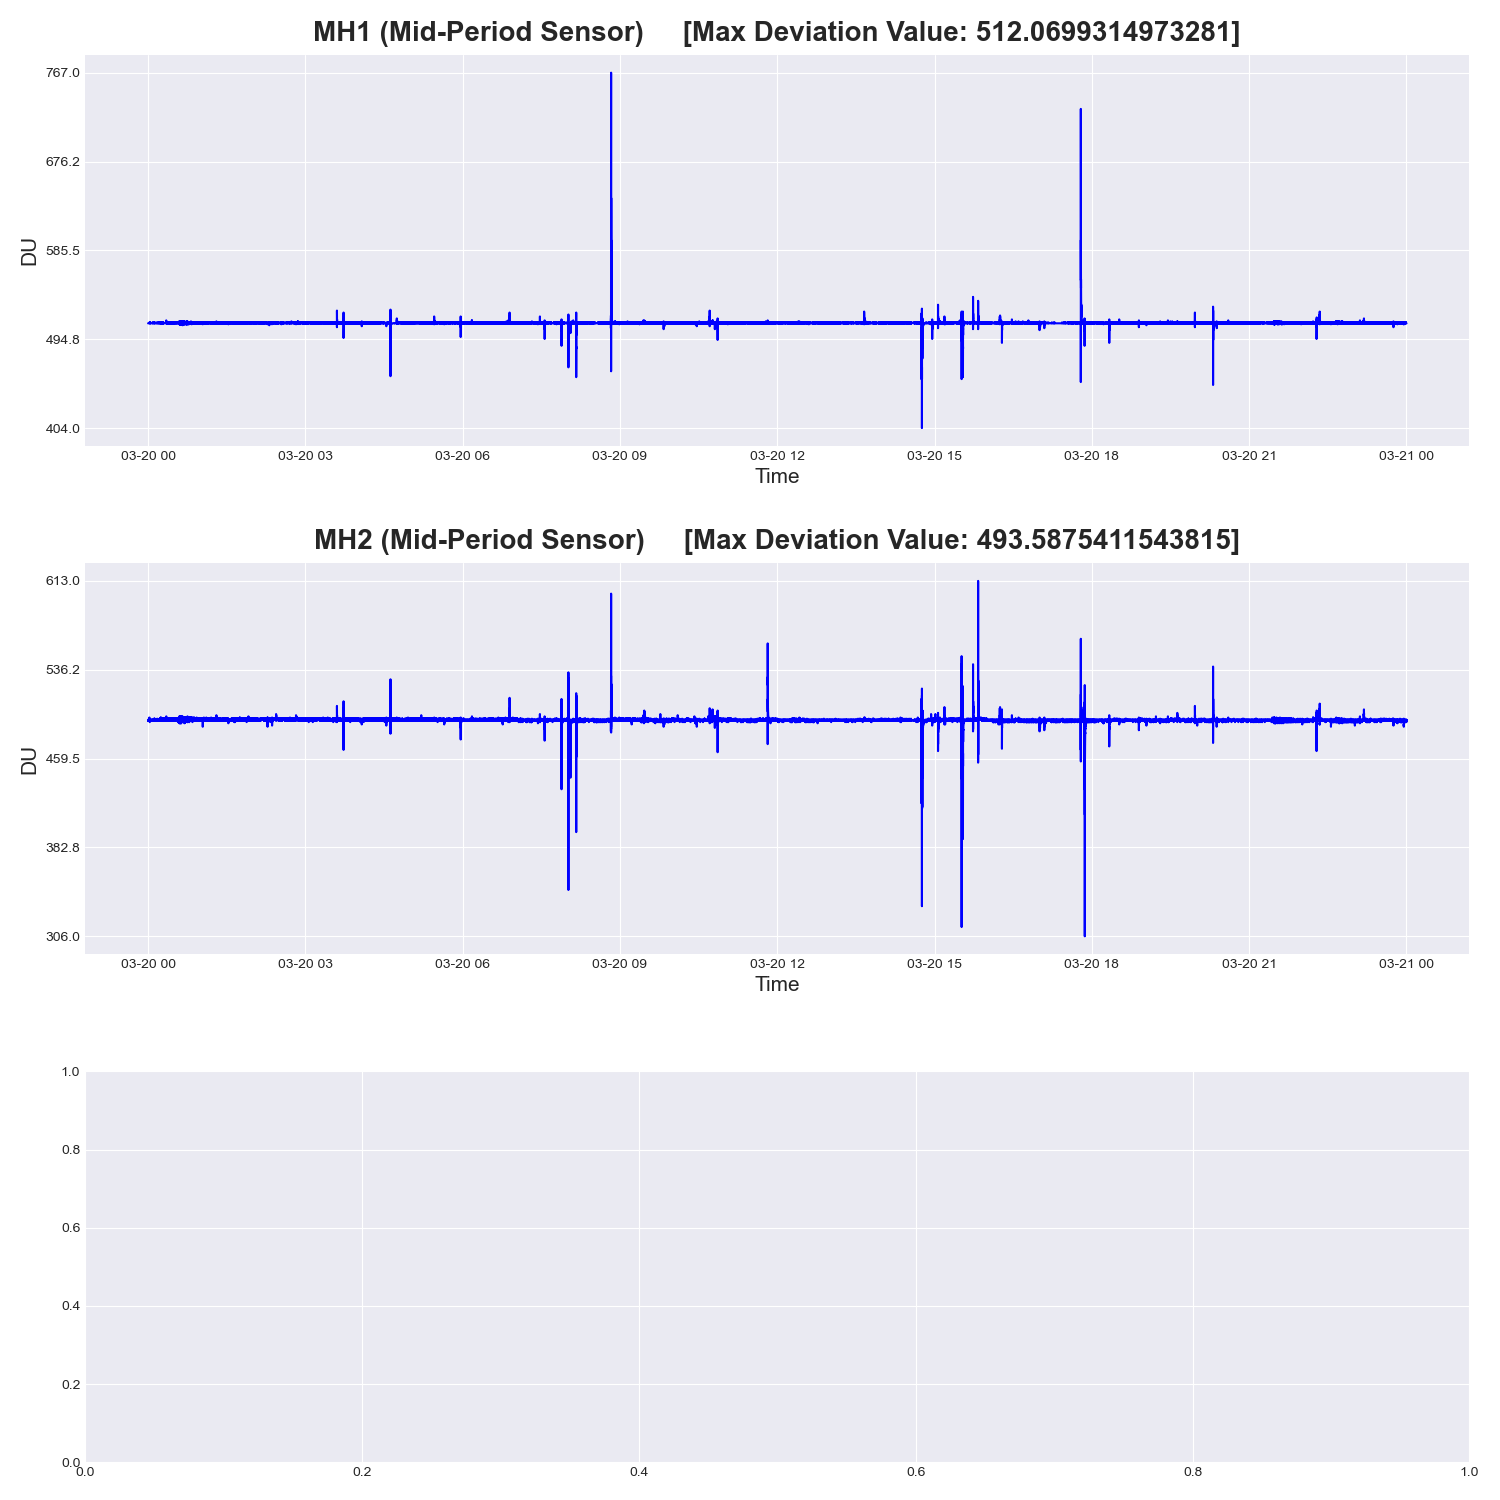 MH1 (Mid-Period Sensor) [Max Deviation Value: 512.0699314973281]
767.0
676.2
585.5
494.8
404.0
DU
03-20 00 03-20 03 03-20 06 03-20 09 03-20 12 03-20 15 03-20 18 03-20 21 03-21 00
Time
MH2 (Mid-Period Sensor) [Max Deviation Value: 493.5875411543815]
613.0
536.2
459.5
382.8
306.0
DU
03-20 00 03-20 03 03-20 06 03-20 09 03-20 12 03-20 15 03-20 18 03-20 21 03-21 00
Time
1.0
0.8
0.6
0.4
0.2
0.0
0.0 0.2 0.4 0.6 0.8 1.0